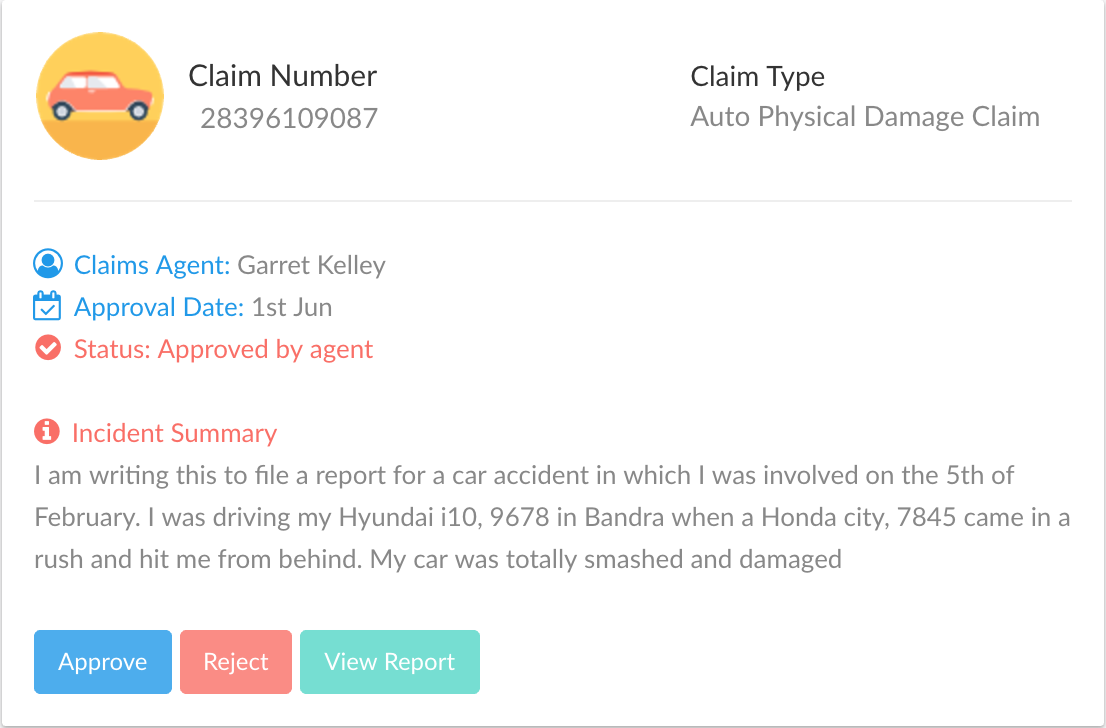 Claim Number
28396109087
Claim Type
Auto Physical Damage Claim
Claims Agent: Garret Kelley
Approval Date: 1st Jun
Status: Approved by agent
Incident Summary
I am writing this to file a report for a car accident in which I was involved on the 5th of
February. I was driving my Hyundai i10, 9678 in Bandra when a Honda city, 7845 came in a
rush and hit me from behind. My car was totally smashed and damaged
Approve
Reject
View Report